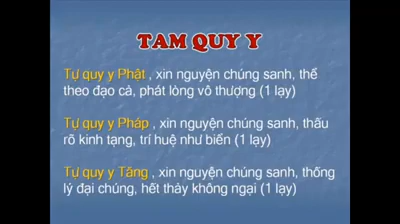 TAM QUY Y
Tự quy y Phật , xin nguyện chúng sanh, thể
theo đạo cả, phát lòng vô thượng (1 lạy)
Tự quy y Pháp , xin nguyện chúng sanh, thấu
rõ kinh tạng, trí huệ như biển (1 lạy)
Tự quy y Tăng , xin nguyện chúng sanh, thống
lý đại chúng, hết thảy không ngại (1 lạy)